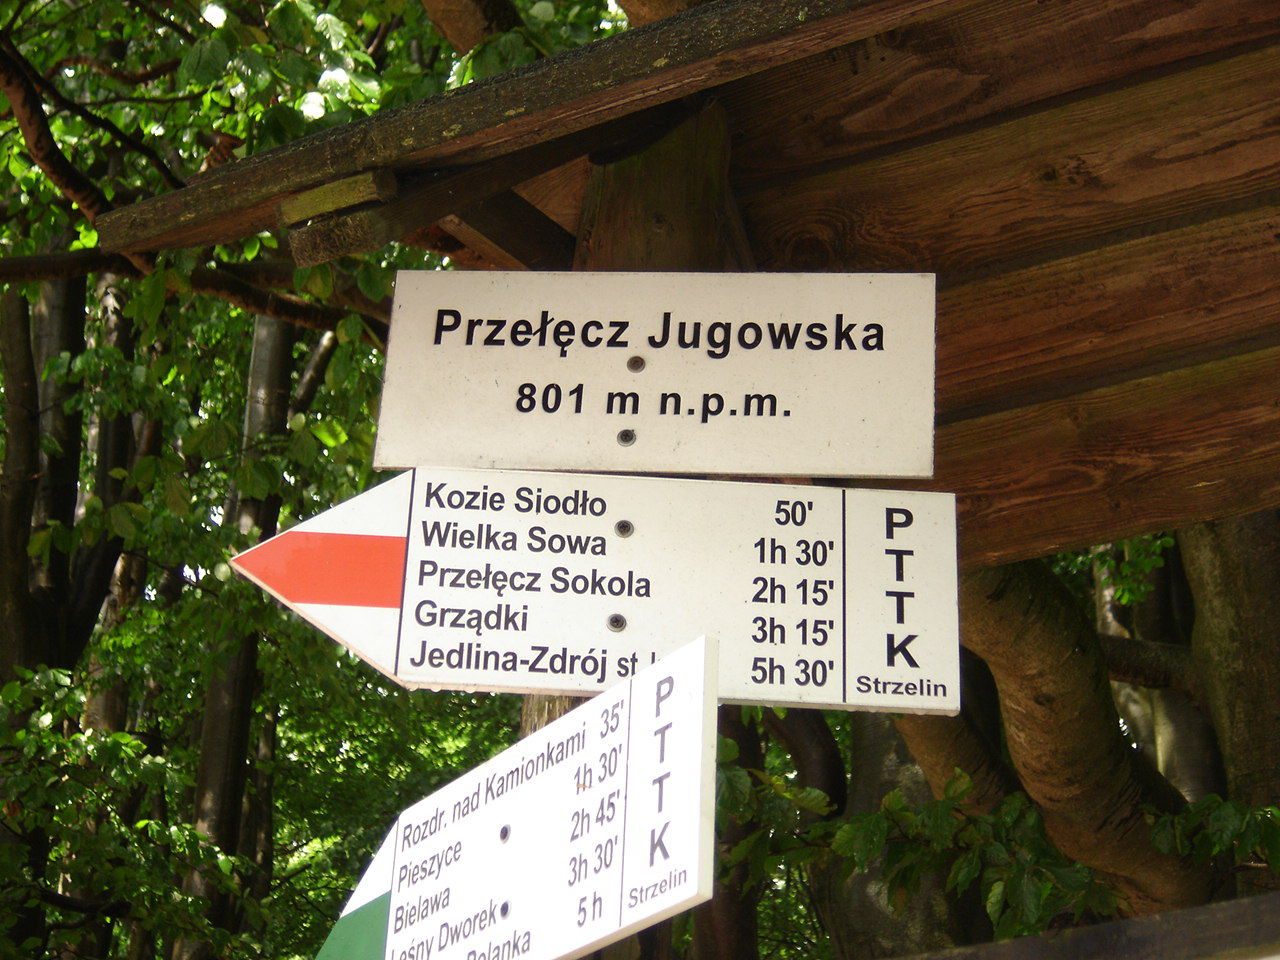 Przełęcz Jugowska
801 m n.p.m.
Kozie Siodło 50'
Wielka Sowa 1h 30'
Przełęcz Sokola 2h 15'
Grządki 3h 15'
Jedlina-Zdrój st 5h 30'
PTTK
Strzelin
Rozdr. nad Kamionkami 35'
Pieszyce 1h 30'
Bielawa 2h 45'
Leśny Dworek 3h 30'
Polanka 5h
PTTK
Strzelin